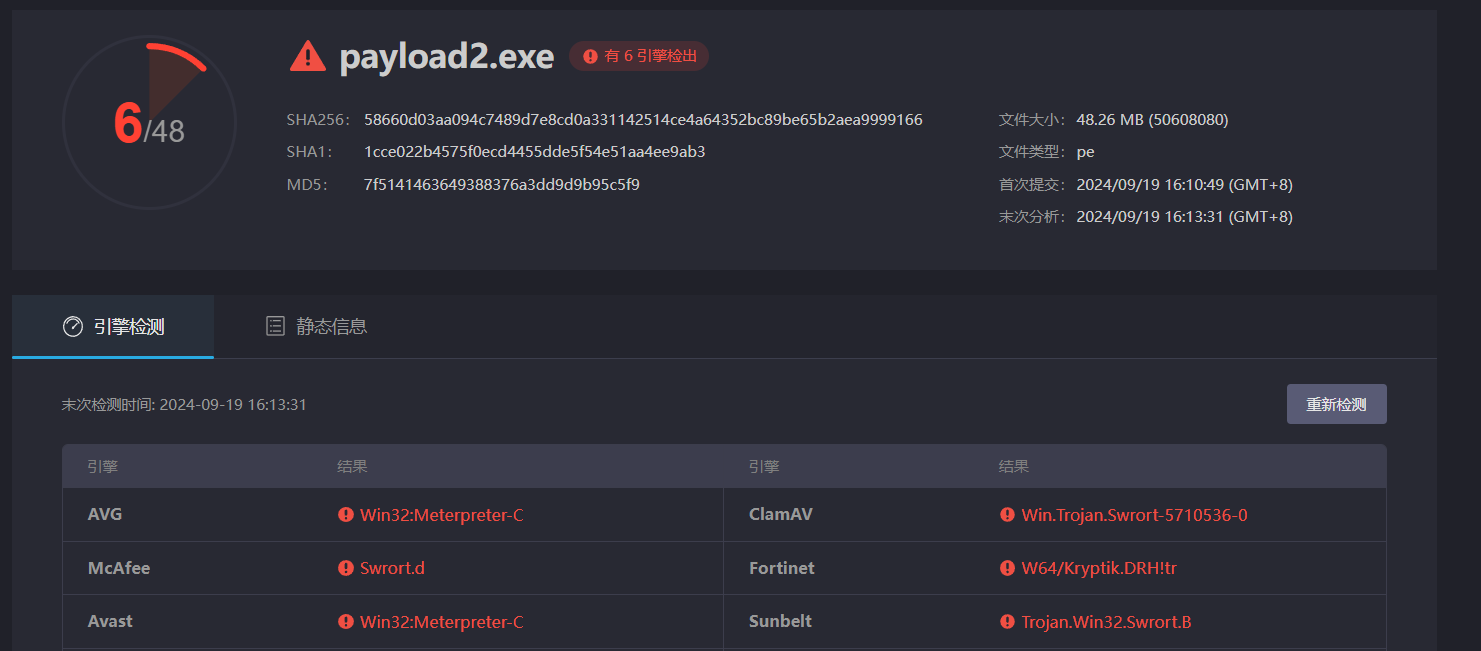 payload2.exe 有 6 引擎检出
6/48
SHA256: 58660d03aa094c7489d7e8cd0a331142514ce4a64352bc89be65b2aea9999166 文件大小: 48.26 MB (50608080)
SHA1: 1cce022b4575f0ecd4455dde5f54e51aa4ee9ab3 文件类型: pe
MD5: 7f5141463649388376a3dd9d9b95c5f9 首次提交: 2024/09/19 16:10:49 (GMT+8)
末次分析: 2024/09/19 16:13:31 (GMT+8)
引擎检测 静态信息
末次检测时间: 2024-09-19 16:13:31 重新检测
引擎 结果 引擎 结果
AVG Win32:Meterpreter-C ClamAV Win.Trojan.Swrort-5710536-0
McAfee Swrort.d Fortinet W64/Kryptik.DRH!tr
Avast Win32:Meterpreter-C Sunbelt Trojan.Win32.Swrort.B